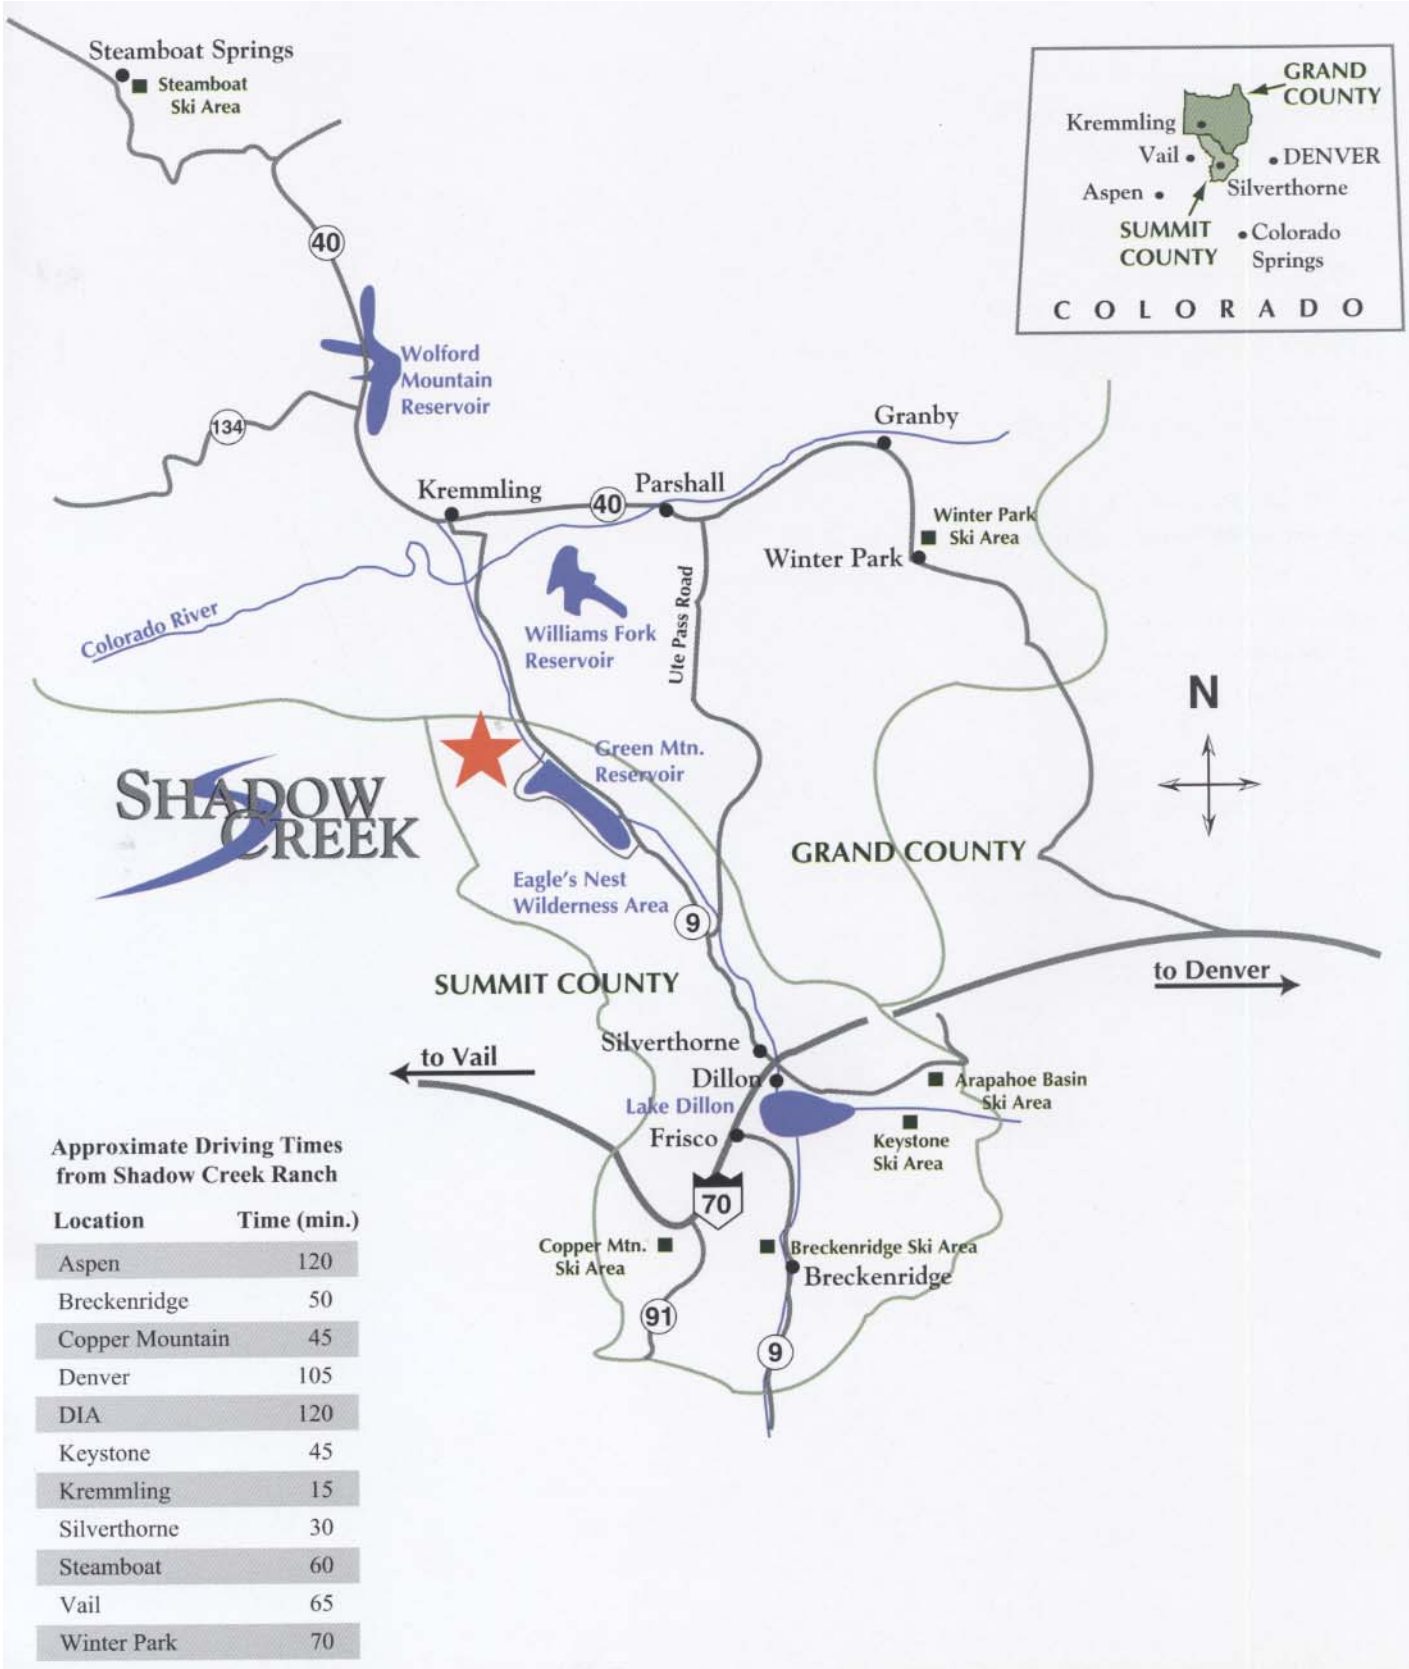 Steamboat Springs
Steamboat
Ski Area
GRAND
COUNTY
Kremmling
Vail
DENVER
Aspen
Silverthorne
SUMMIT
COUNTY
Colorado
Springs
COLORADO
40
Wolford
Mountain
Reservoir
134
Granby
Kremmling
40
Parshall
Winter Park
Ski Area
Winter Park
Colorado River
Williams Fork
Reservoir
Ute Pass Road
N
Green Mtn.
Reservoir
SHADOW
CREEK
GRAND COUNTY
Eagle's Nest
Wilderness Area
9
SUMMIT COUNTY
to Denver
Silverthorne
to Vail
Dillon
Arapahoe Basin
Ski Area
Lake Dillon
Frisco
Keystone
Ski Area
70
Copper Mtn.
Ski Area
Breckenridge Ski Area
Breckenridge
91
9
Approximate Driving Times
from Shadow Creek Ranch
Location Time (min.)
Aspen 120
Breckenridge 50
Copper Mountain 45
Denver 105
DIA 120
Keystone 45
Kremmling 15
Silverthorne 30
Steamboat 60
Vail 65
Winter Park 70